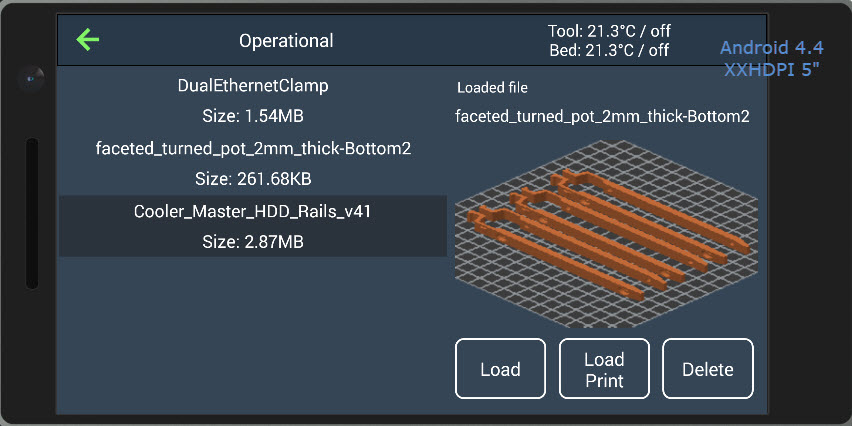 Operational
Tool: 21.3°C / off
Bed: 21.3°C / off
Android 4.4
XXHDPI 5"
DualEthernetClamp
Size: 1.54MB
faceted_turned_pot_2mm_thick-Bottom2
Size: 261.68KB
Cooler_Master_HDD_Rails_v41
Size: 2.87MB
Loaded file
faceted_turned_pot_2mm_thick-Bottom2
Load
Load
Print
Delete